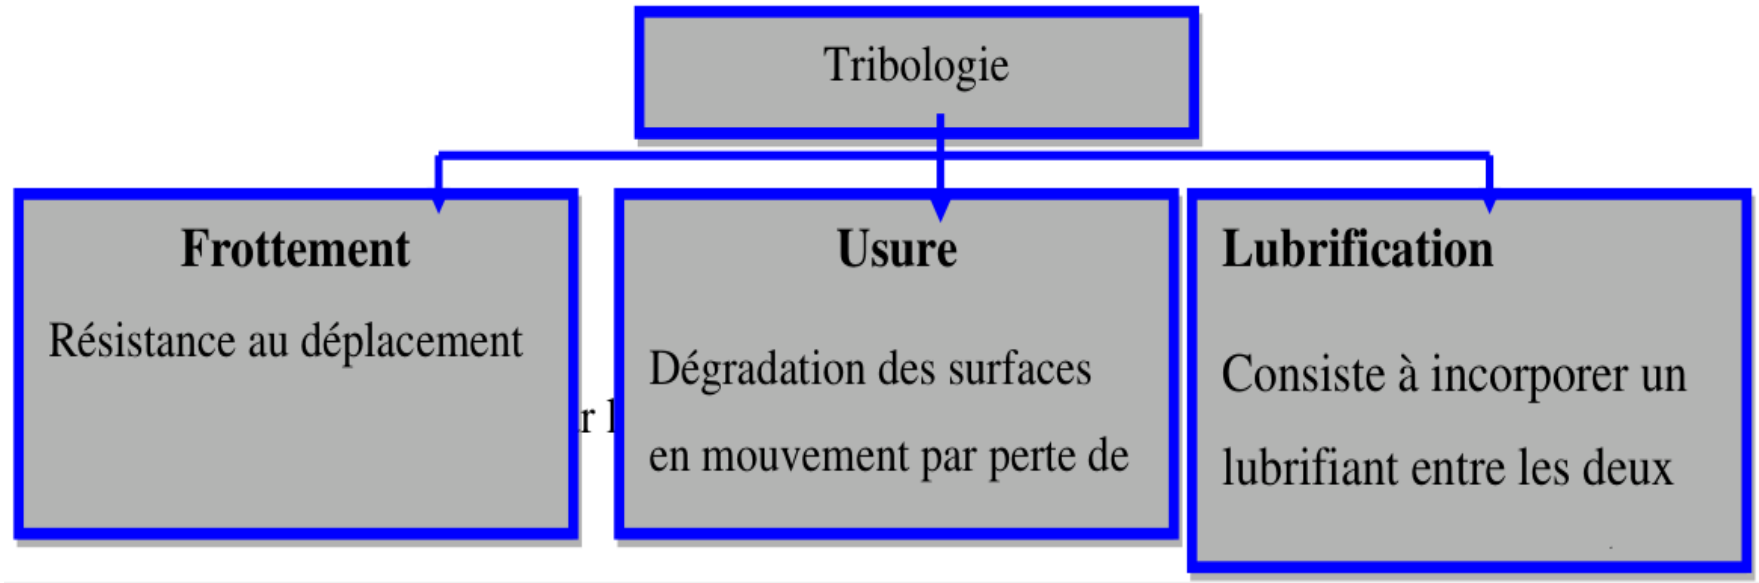 Tribologie
Frottement
Résistance au déplacement
Usure
Dégradation des surfaces
en mouvement par perte de
Lubrification
Consiste à incorporer un
lubrifiant entre les deux